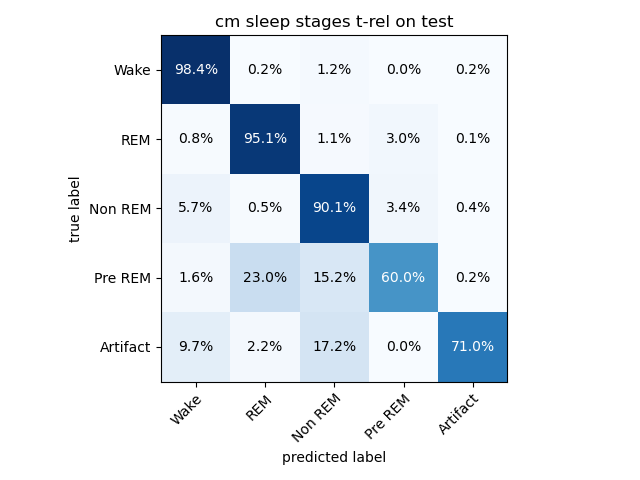 cm sleep stages t-rel on test
true label
Wake 98.4% 0.2% 1.2% 0.0% 0.2%
REM 0.8% 95.1% 1.1% 3.0% 0.1%
Non REM 5.7% 0.5% 90.1% 3.4% 0.4%
Pre REM 1.6% 23.0% 15.2% 60.0% 0.2%
Artifact 9.7% 2.2% 17.2% 0.0% 71.0%
Wake REM Non REM Pre REM Artifact
predicted label